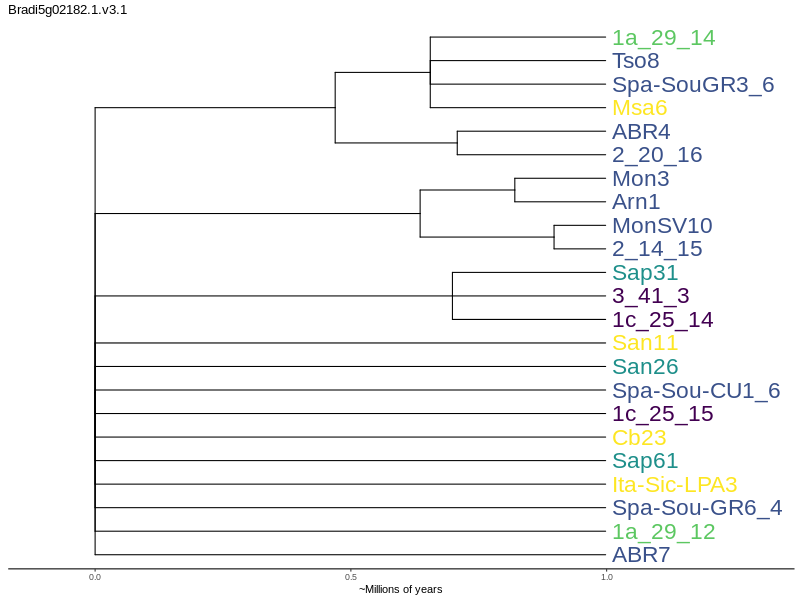 Bradi5g02182.1.v3.1
1a_29_14
Tso8
Spa-SouGR3_6
Msa6
ABR4
2_20_16
Mon3
Arn1
MonSV10
2_14_15
Sap31
3_41_3
1c_25_14
San11
San26
Spa-Sou-CU1_6
1c_25_15
Cb23
Sap61
Ita-Sic-LPA3
Spa-Sou-GR6_4
1a_29_12
ABR7
0.0 0.5 1.0
~Millions of years